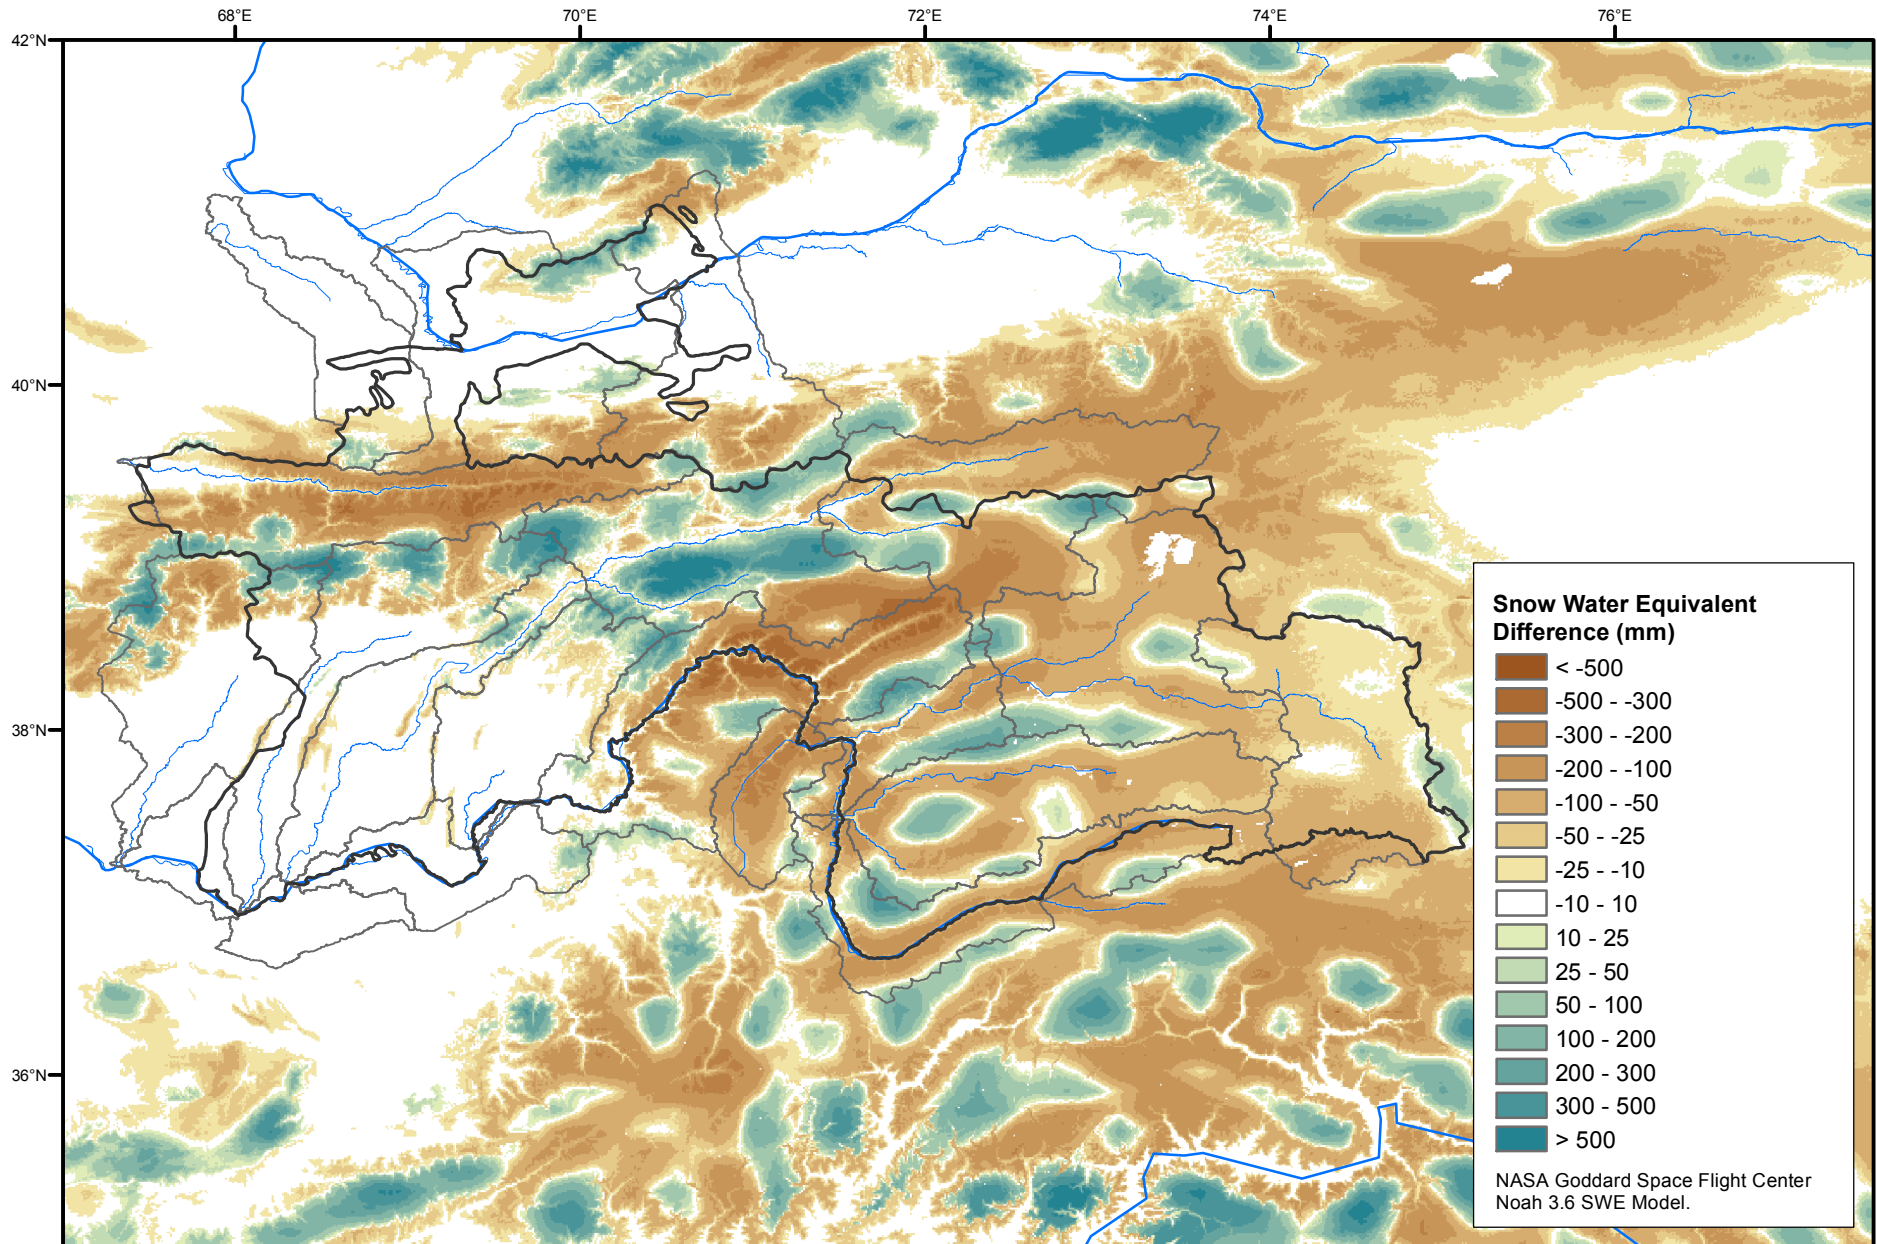 68°E 70°E 72°E 74°E 76°E
42°N
40°N
38°N
36°N
Snow Water Equivalent
Difference (mm)
< -500
-500 - -300
-300 - -200
-200 - -100
-100 - -50
-50 - -25
-25 - -10
-10 - 10
10 - 25
25 - 50
50 - 100
100 - 200
200 - 300
300 - 500
> 500
NASA Goddard Space Flight Center
Noah 3.6 SWE Model.